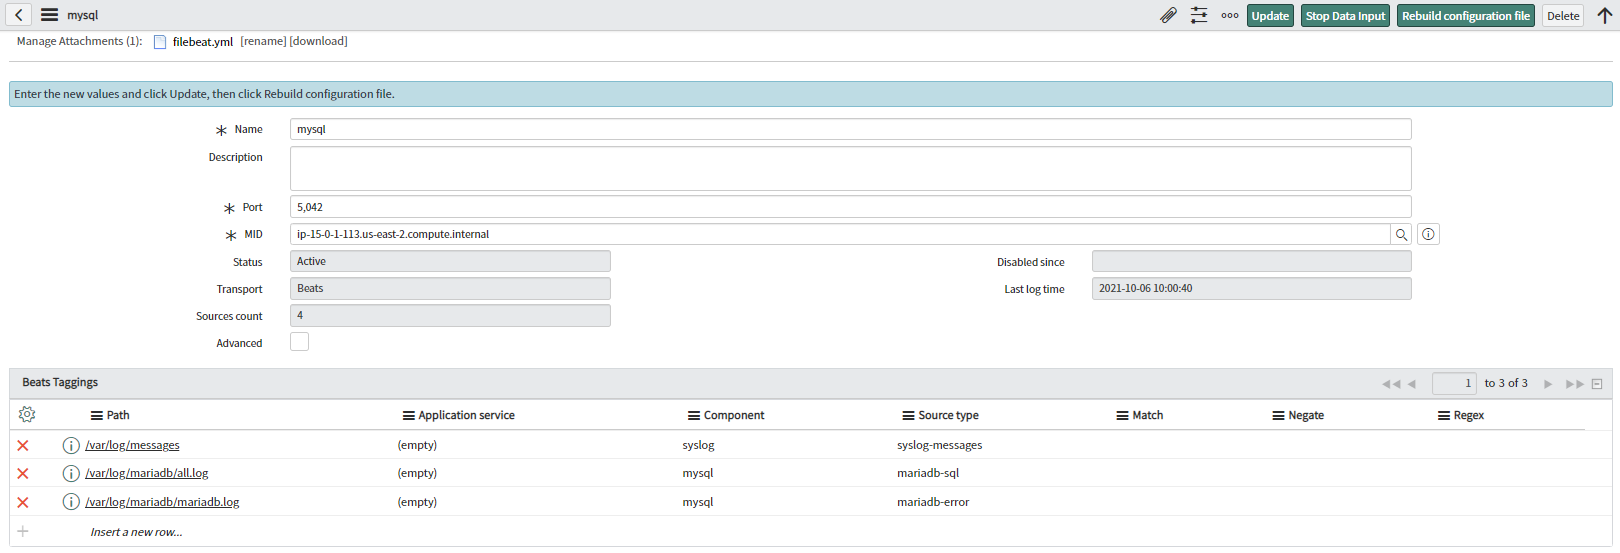 mysql Update Stop Data Input Rebuild configuration file Delete
Manage Attachments (1): filebeat.yml [rename] [download]
Enter the new values and click Update, then click Rebuild configuration file.
Name mysql
Description
Port 5,042
MID ip-15-0-1-113.us-east-2.compute.internal
Status Active Disabled since
Transport Beats Last log time 2021-10-06 10:00:40
Sources count 4
Advanced
Beats Taggings 1 to 3 of 3
Path Application service Component Source type Match Negate Regex
/var/log/messages (empty) syslog syslog-messages
/var/log/mariadb/all.log (empty) mysql mariadb-sql
/var/log/mariadb/mariadb.log (empty) mysql mariadb-error
Insert a new row...